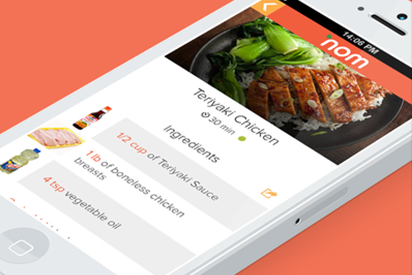 14:06 PM
nom
Teriyaki Chicken
30 min
Ingredients
1/2 cup of Teriyaki Sauce
1 lb of boneless chicken
breasts
4 tsp vegetable oil